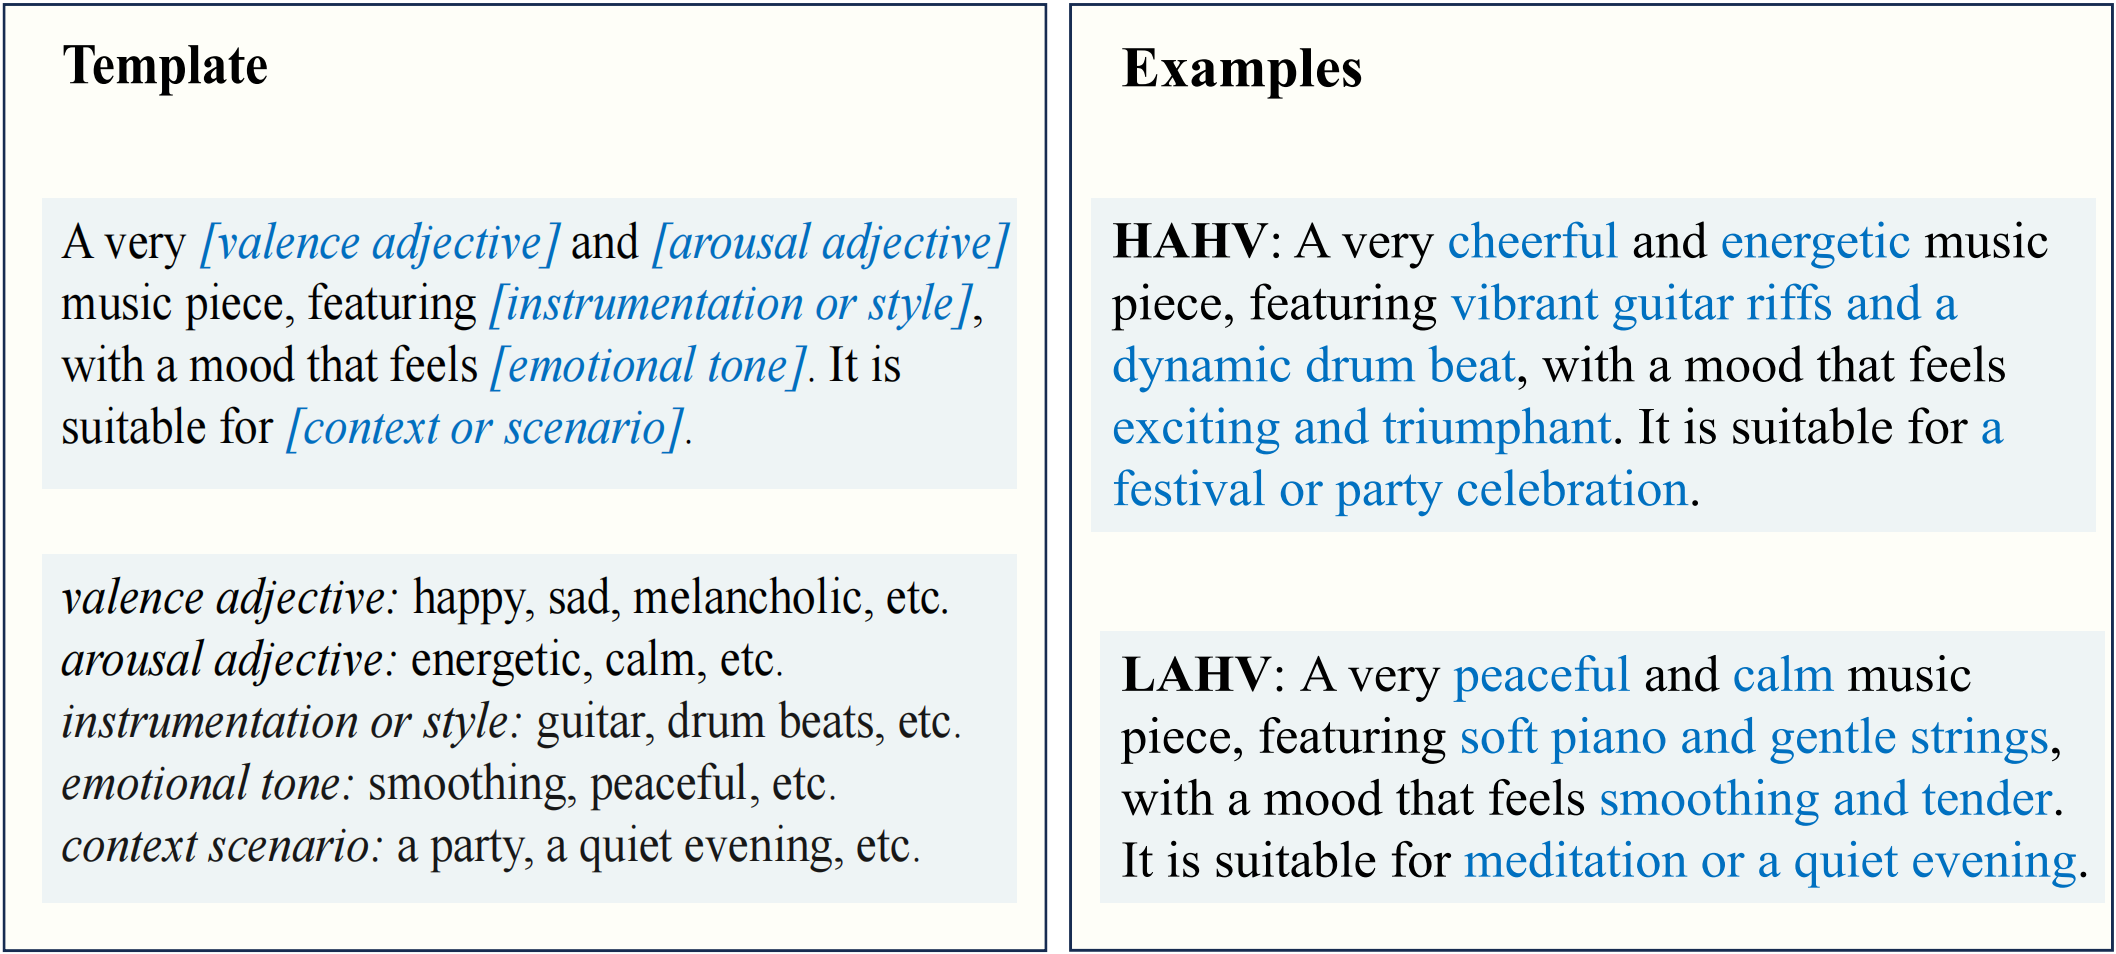 Template
A very [valence adjective] and [arousal adjective]
music piece, featuring [instrumentation or style],
with a mood that feels [emotional tone]. It is
suitable for [context or scenario].
valence adjective: happy, sad, melancholic, etc.
arousal adjective: energetic, calm, etc.
instrumentation or style: guitar, drum beats, etc.
emotional tone: smoothing, peaceful, etc.
context scenario: a party, a quiet evening, etc.
Examples
HAHV: A very cheerful and energetic music
piece, featuring vibrant guitar riffs and a
dynamic drum beat, with a mood that feels
exciting and triumphant. It is suitable for a
festival or party celebration.
LAHV: A very peaceful and calm music
piece, featuring soft piano and gentle strings,
with a mood that feels smoothing and tender.
It is suitable for meditation or a quiet evening.